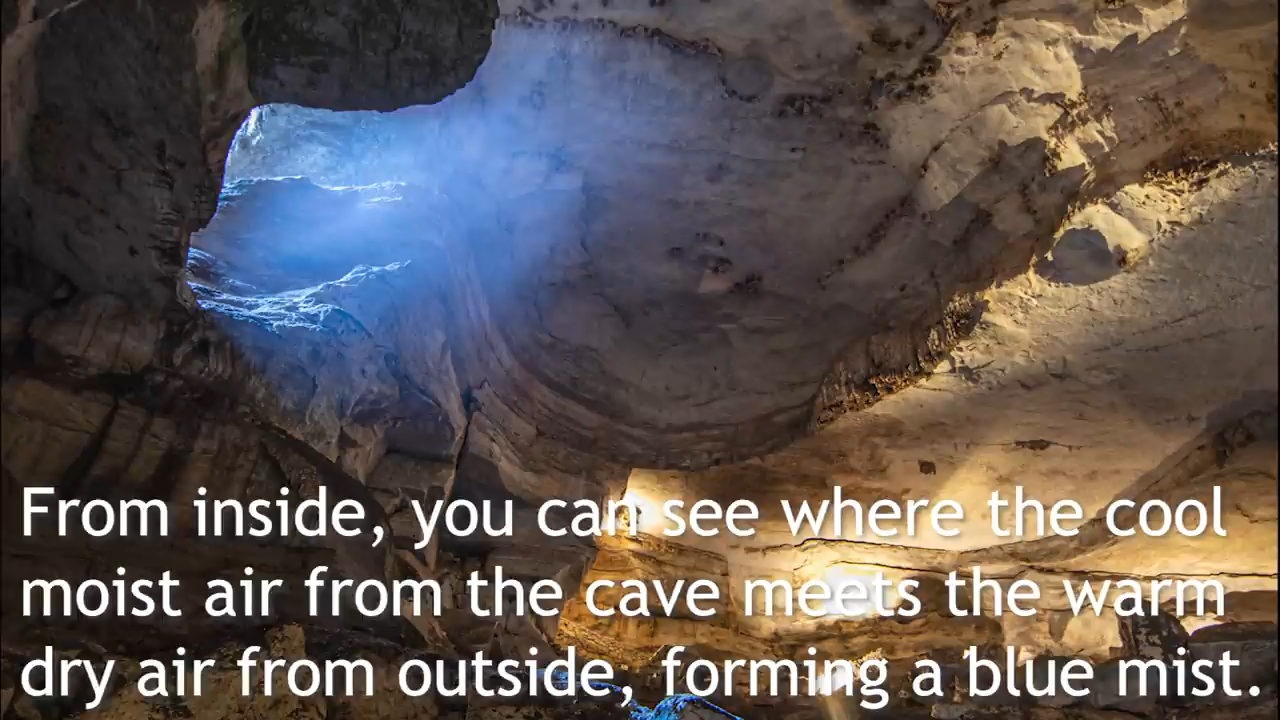 From inside, you can see where the cool
moist air from the cave meets the warm
dry air from outside, forming a blue mist.